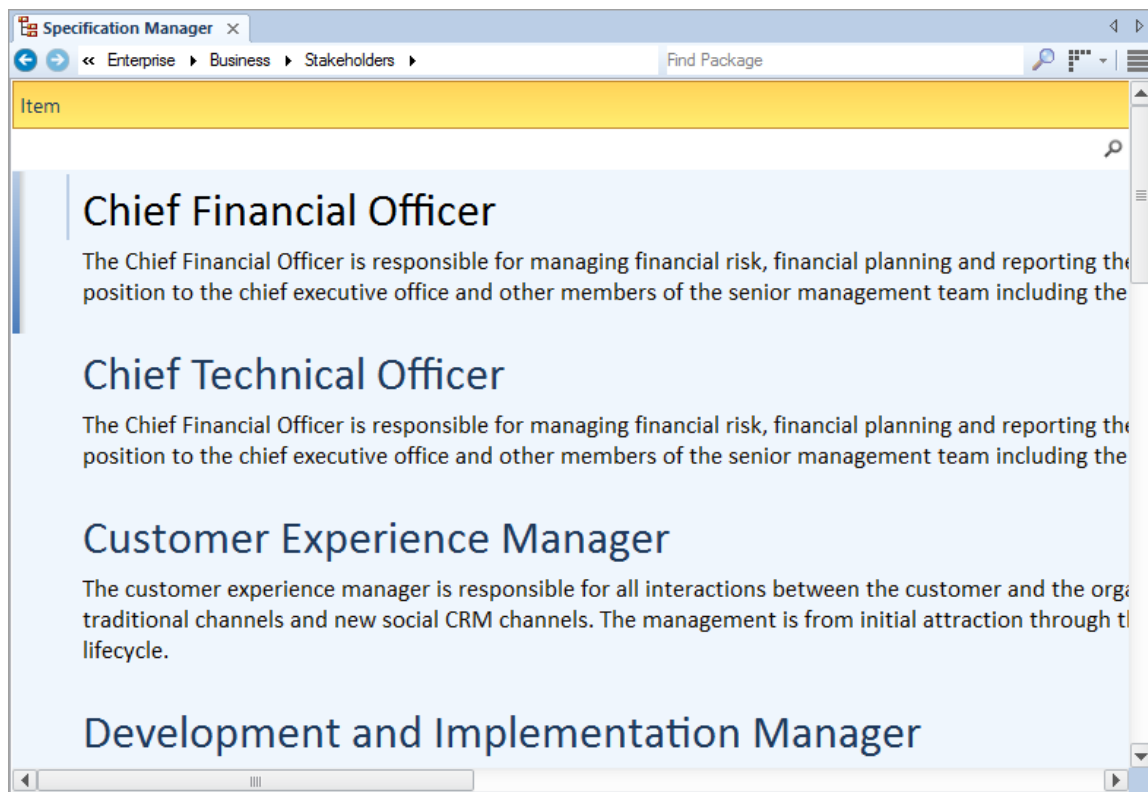 Specification Manager
« Enterprise Business Stakeholders Find Package
Item
Chief Financial Officer
The Chief Financial Officer is responsible for managing financial risk, financial planning and reporting the
position to the chief executive office and other members of the senior management team including the
Chief Technical Officer
The Chief Financial Officer is responsible for managing financial risk, financial planning and reporting the
position to the chief executive office and other members of the senior management team including the
Customer Experience Manager
The customer experience manager is responsible for all interactions between the customer and the
traditional channels and new social CRM channels. The management is from initial attraction through
lifecycle.
Development and Implementation Manager